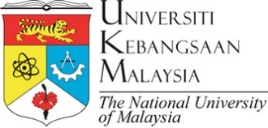 UNIVERSITI
KEBANGSAAN
MALAYSIA
The National University
of Malaysia